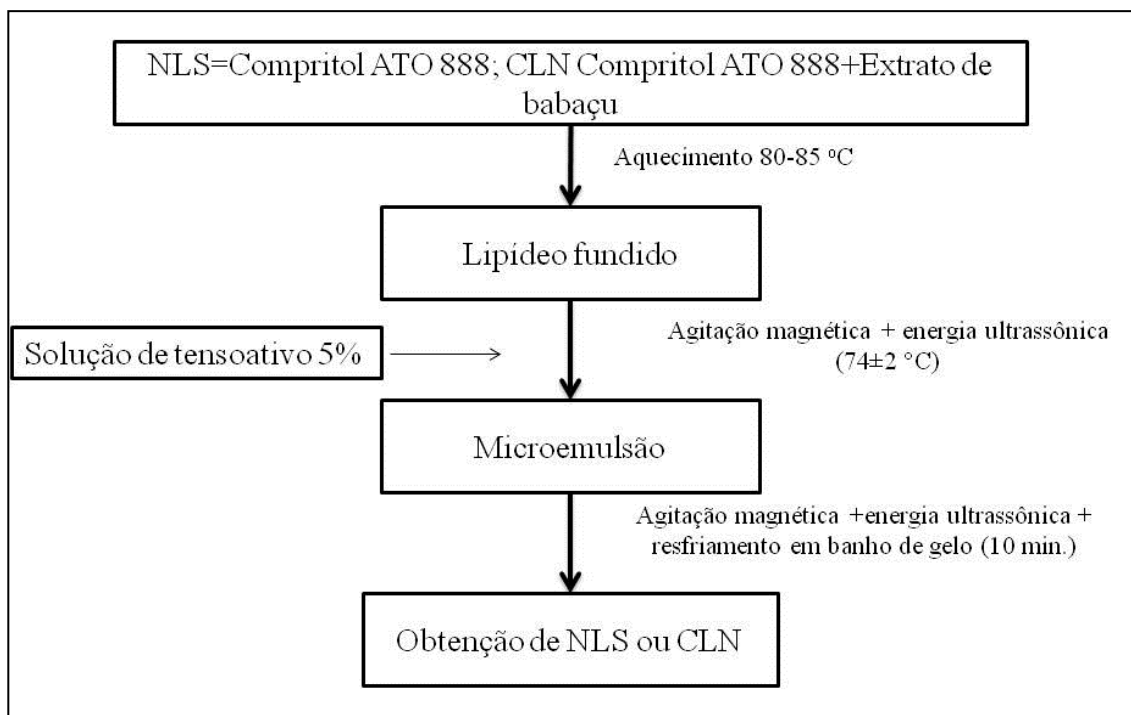 NLS=Compritol ATO 888; CLN Compritol ATO 888+Extrato de
babaçu
Aquecimento 80-85 ºC
Lipídeo fundido
Agitação magnética + energia ultrassônica
(74±2 °C)
Solução de tensoativo 5%
Microemulsão
Agitação magnética +energia ultrassônica +
resfriamento em banho de gelo (10 min.)
Obtenção de NLS ou CLN